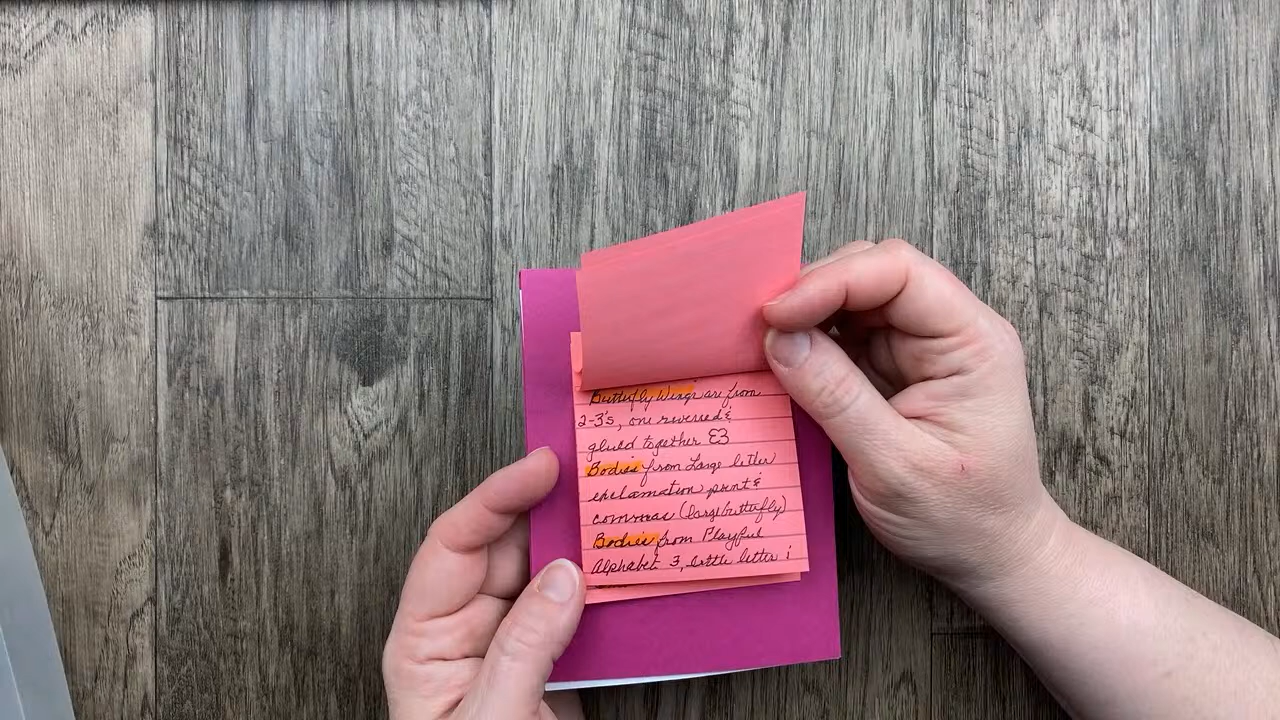 Butterfly Wings are from
2-3's, one reversed &
glued together Ɛ3
Bodies from Large letter
exclamation point &
commas (large butterfly)
Bodies from Playful
Alphabet 3, little letter i